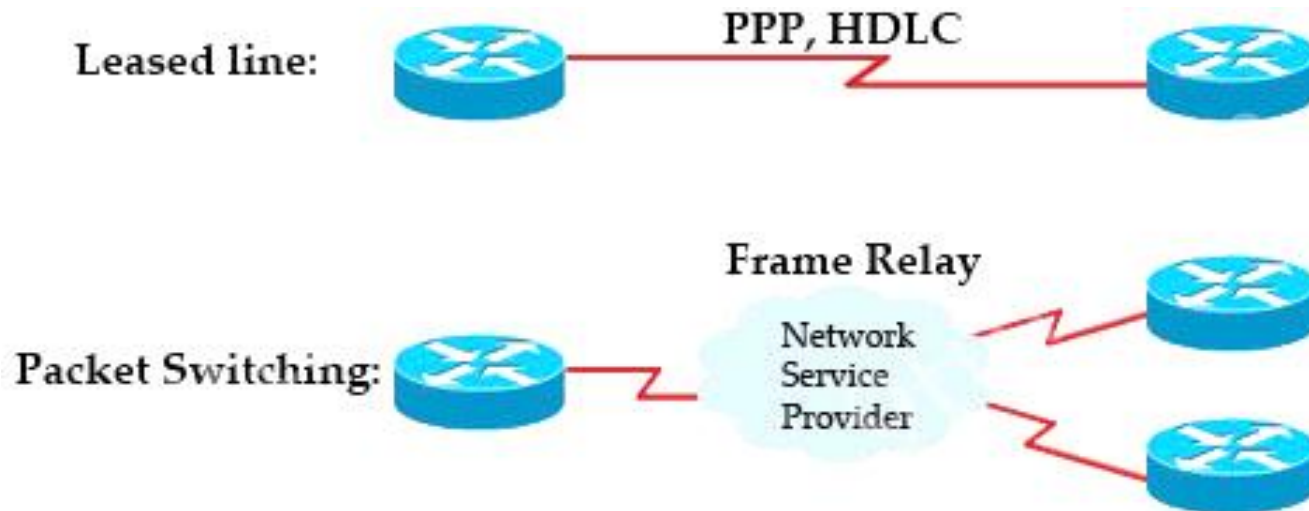 Leased line:
PPP, HDLC
Frame Relay
Packet Switching:
Network
Service
Provider